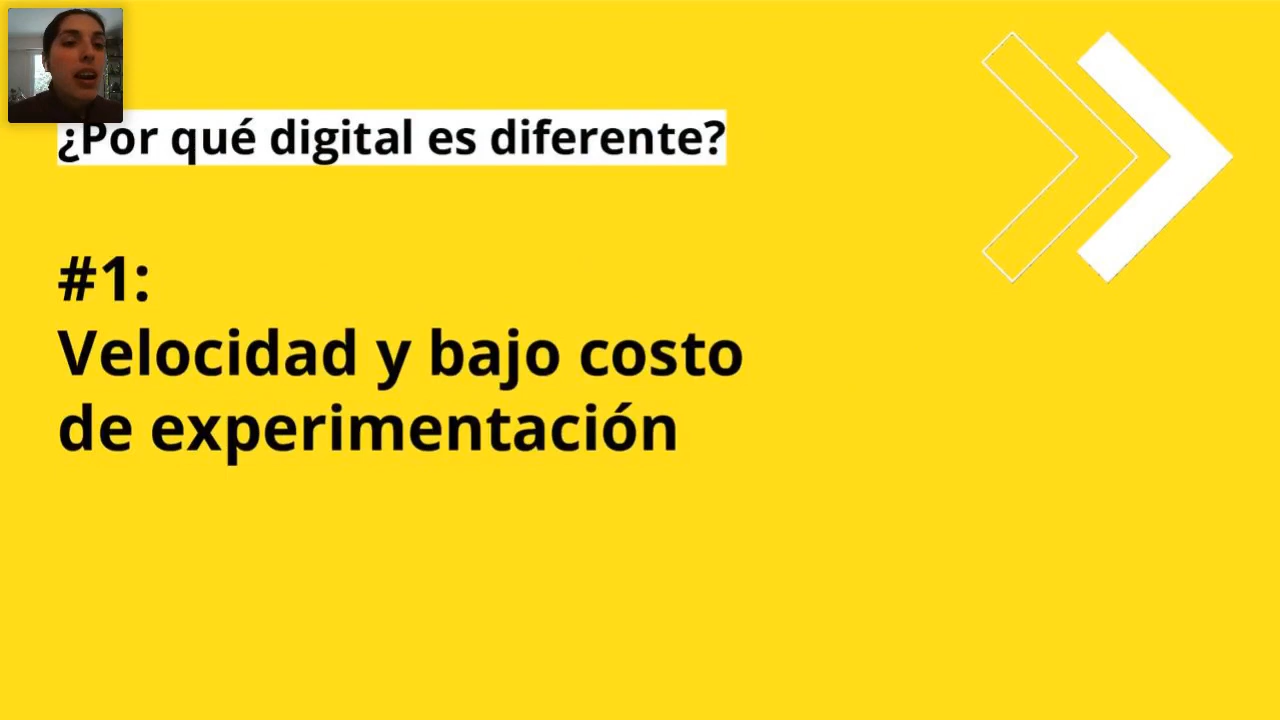 ¿Por qué digital es diferente?
#1:
Velocidad y bajo costo
de experimentación